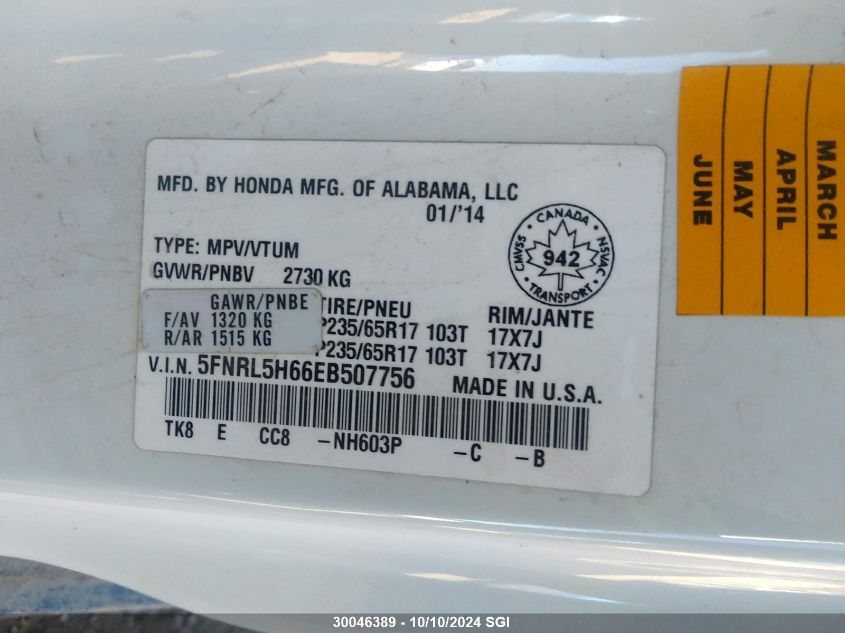 MFD. BY HONDA MFG. OF ALABAMA, LLC
01/'14
TYPE: MPV/VTUM
GVWR/PNBV 2730 KG
GAWR/PNBE TIRE/PNEU RIM/JANTE
F/AV 1320 KG P235/65R17 103T 17X7J
R/AR 1515 KG P235/65R17 103T 17X7J
V.I.N. 5FNRL5H66EB507756 MADE IN U.S.A.
TK8 E CC8 -NH603P -C -B
CANADA
CMVSS 942 NSVAC
TRANSPORT
MARCH
APRIL
MAY
JUNE
30046389 - 10/10/2024 SGI